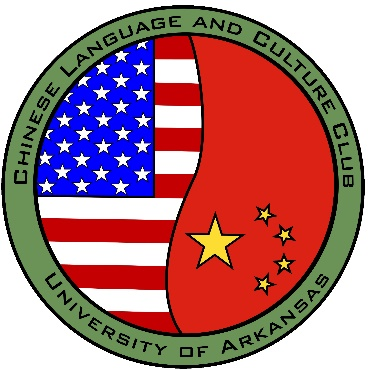 Chinese Language and Culture Club
University of Arkansas